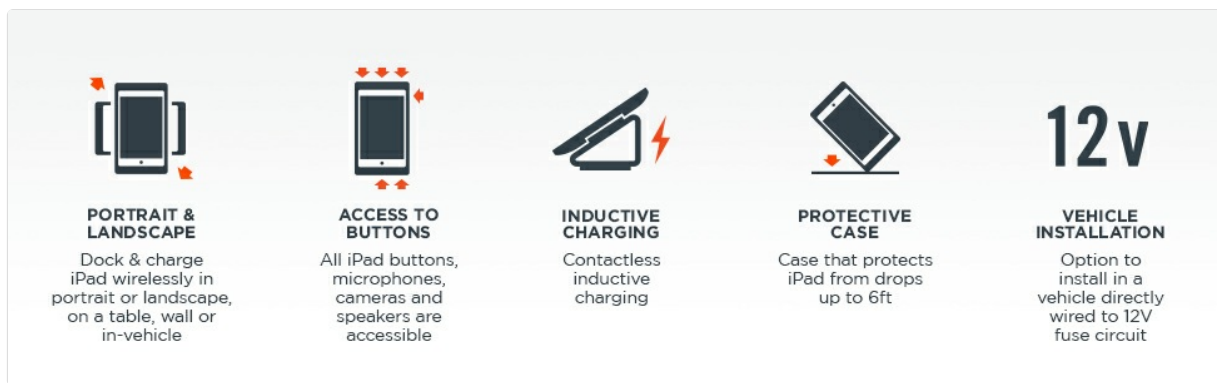 PORTRAIT &
LANDSCAPE
Dock & charge
iPad wirelessly in
portrait or landscape,
on a table, wall or
in-vehicle
ACCESS TO
BUTTONS
All iPad buttons,
microphones,
cameras and
speakers are
accessible
INDUCTIVE
CHARGING
Contactless
inductive
charging
PROTECTIVE
CASE
Case that protects
iPad from drops
up to 6ft
12v
VEHICLE
INSTALLATION
Option to
install in a
vehicle directly
wired to 12V
fuse circuit